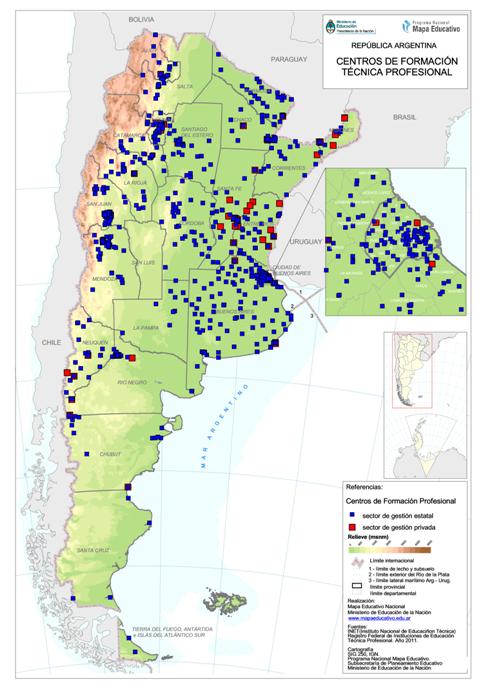 Ministerio de
Educación
Presidencia de la Nación
Programa Nacional
Mapa Educativo
REPÚBLICA ARGENTINA
CENTROS DE FORMACIÓN
TÉCNICA PROFESIONAL
BOLIVIA
PARAGUAY
BRASIL
SALTA
CHACO
MISIONES
CATAMARCA
SANTIAGO
DEL ESTERO
CORRIENTES
LA RIOJA
SANTA FE
SAN JUAN
CÓRDOBA
URUGUAY
SAN LUIS
CIUDAD DE
BUENOS AIRES
MENDOZA
BUENOS AIRES
LA PAMPA
CHILE
NEUQUEN
RIO NEGRO
MAR ARGENTINO
CHUBUT
SANTA CRUZ
TIERRA DEL FUEGO, ANTÁRTIDA
e ISLAS DEL ATLÁNTICO SUR
1
2
3
Referencias:
Centros de Formación Profesional
sector de gestión estatal
sector de gestión privada
Relieve (msnm)
Límite internacional
1 - límite de lecho y subsuelo
2 - límite exterior del Río de la Plata
3 - límite lateral marítimo Arg.- Urug.
límite provincial
límite departamental
Realización:
Mapa Educativo Nacional
Ministerio de Educación de la Nación
www.mapaeducativo.edu.ar
Fuentes:
INET(Instituto Nacional de Educación Técnica)
Registro Federal de Instituciones de Educación
Técnica Profesional. Año 2011.
Cartografía
SIG 250, IGN.
Programa Nacional Mapa Educativo.
Subsecretaría de Planeamiento Educativo
Ministerio de Educación de la Nación